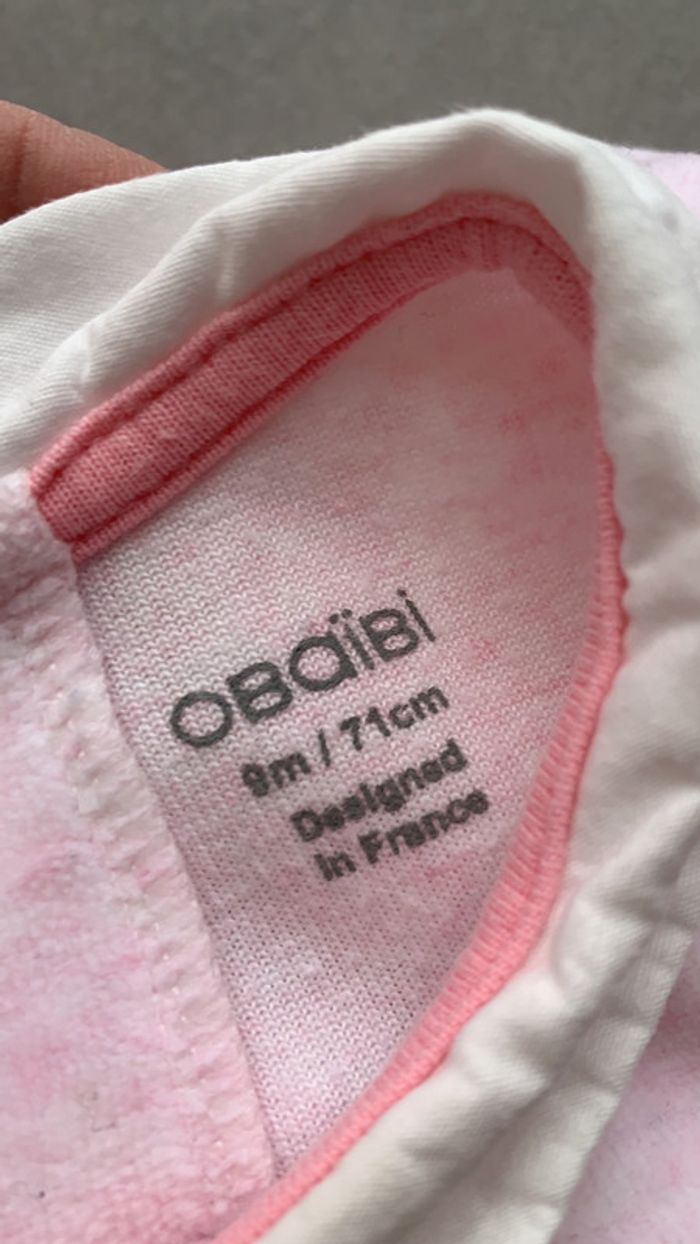 obaïbi
9m / 71cm
Designed
in France